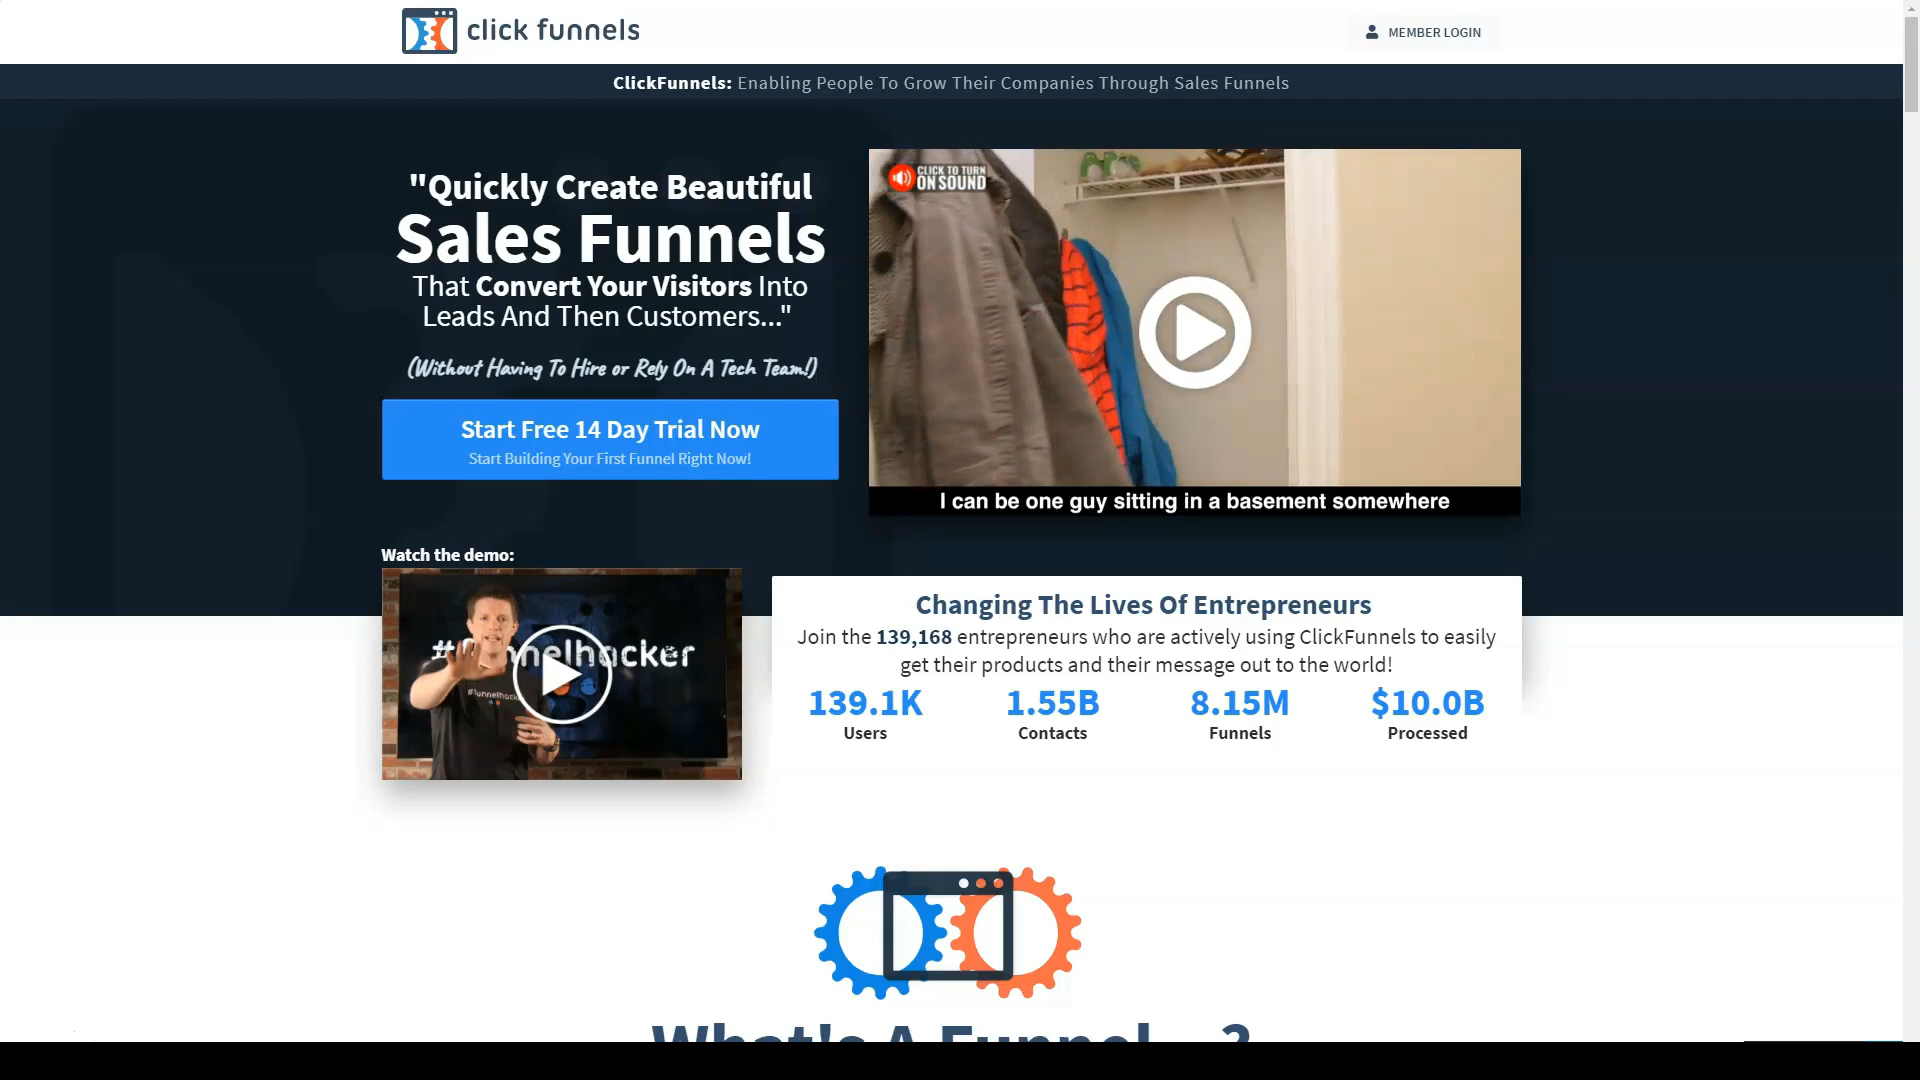 click funnels
MEMBER LOGIN
ClickFunnels: Enabling People To Grow Their Companies Through Sales Funnels
"Quickly Create Beautiful
Sales Funnels
That Convert Your Visitors Into
Leads And Then Customers..."
(Without Having To Hire or Rely On A Tech Team!)
Start Free 14 Day Trial Now
Start Building Your First Funnel Right Now!
CLICK TO TURN
ON SOUND
I can be one guy sitting in a basement somewhere
Watch the demo:
Changing The Lives Of Entrepreneurs
Join the 139,168 entrepreneurs who are actively using ClickFunnels to easily
get their products and their message out to the world!
139.1K
Users
1.55B
Contacts
8.15M
Funnels
$10.0B
Processed
What's A Funnel...?